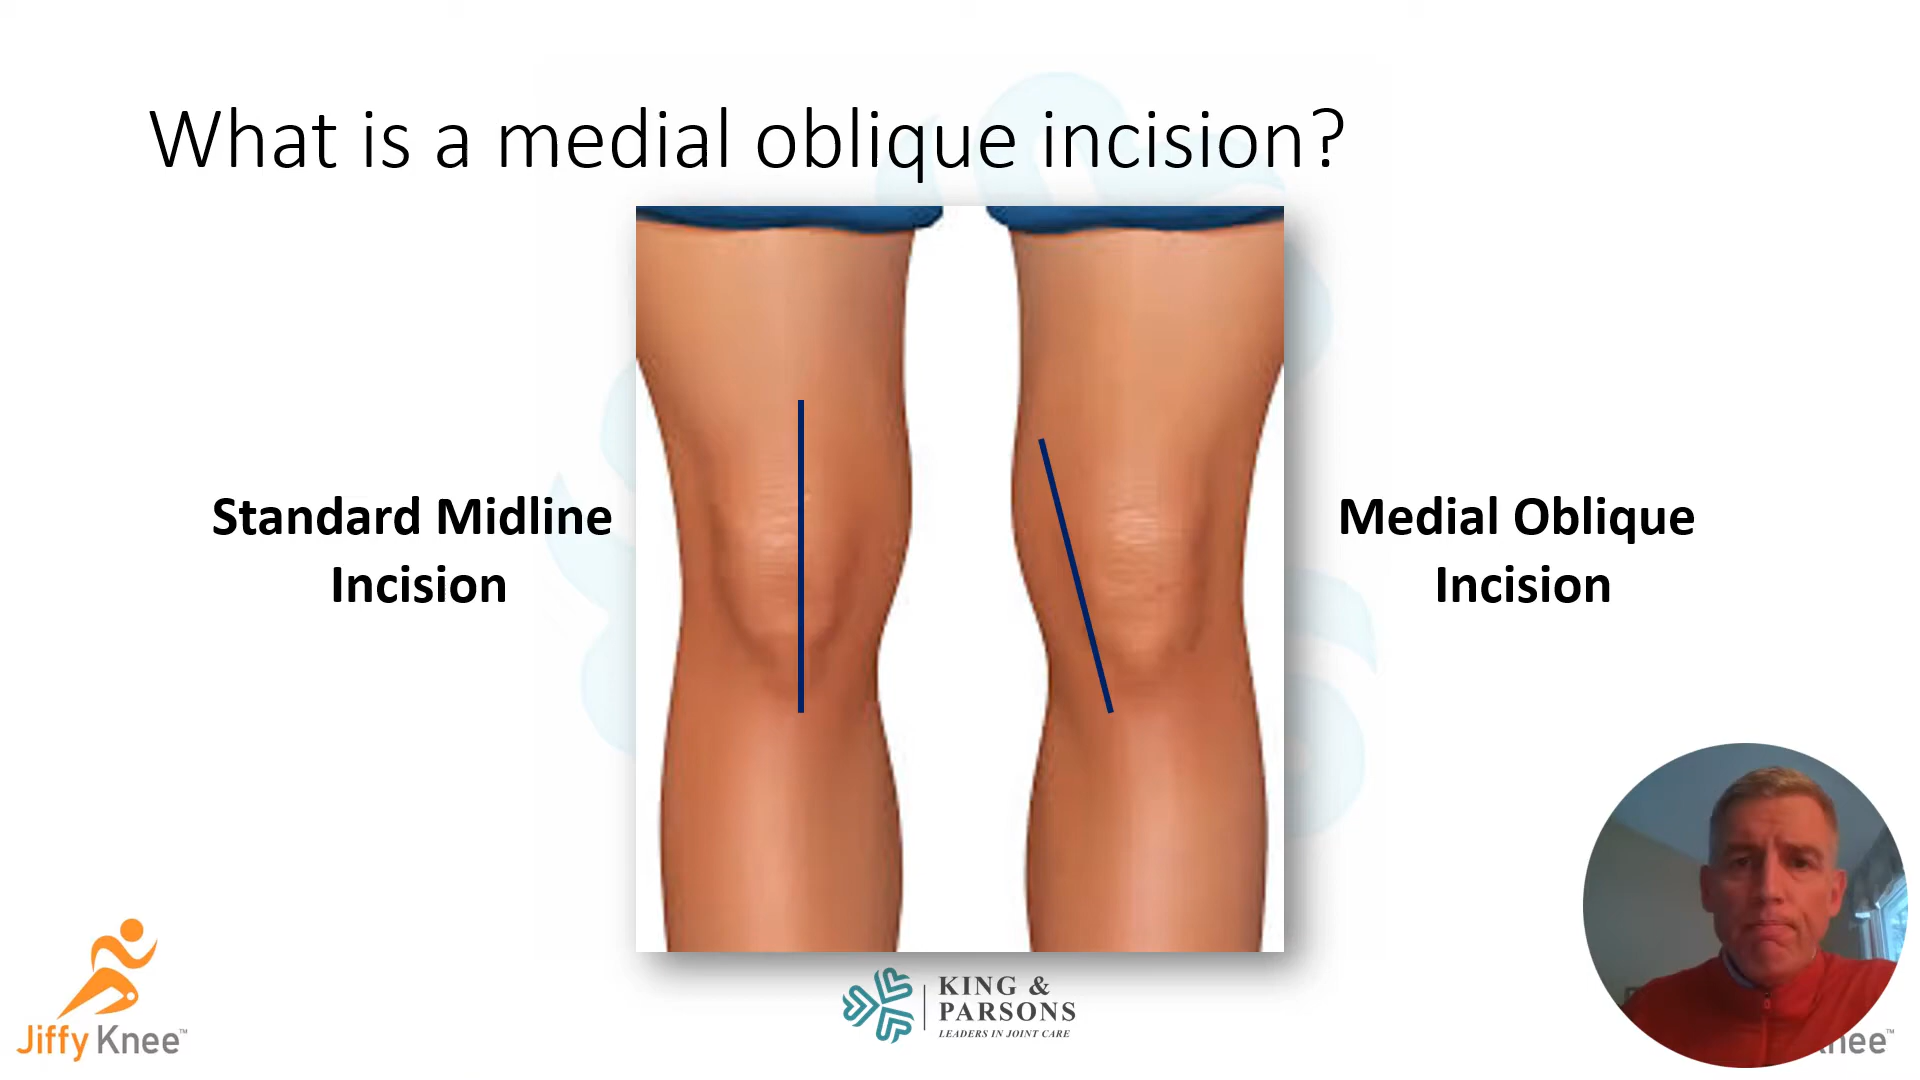 What is a medial oblique incision?
Standard Midline
Incision
Medial Oblique
Incision
Jiffy Knee™
KING &
PARSONS
LEADERS IN JOINT CARE